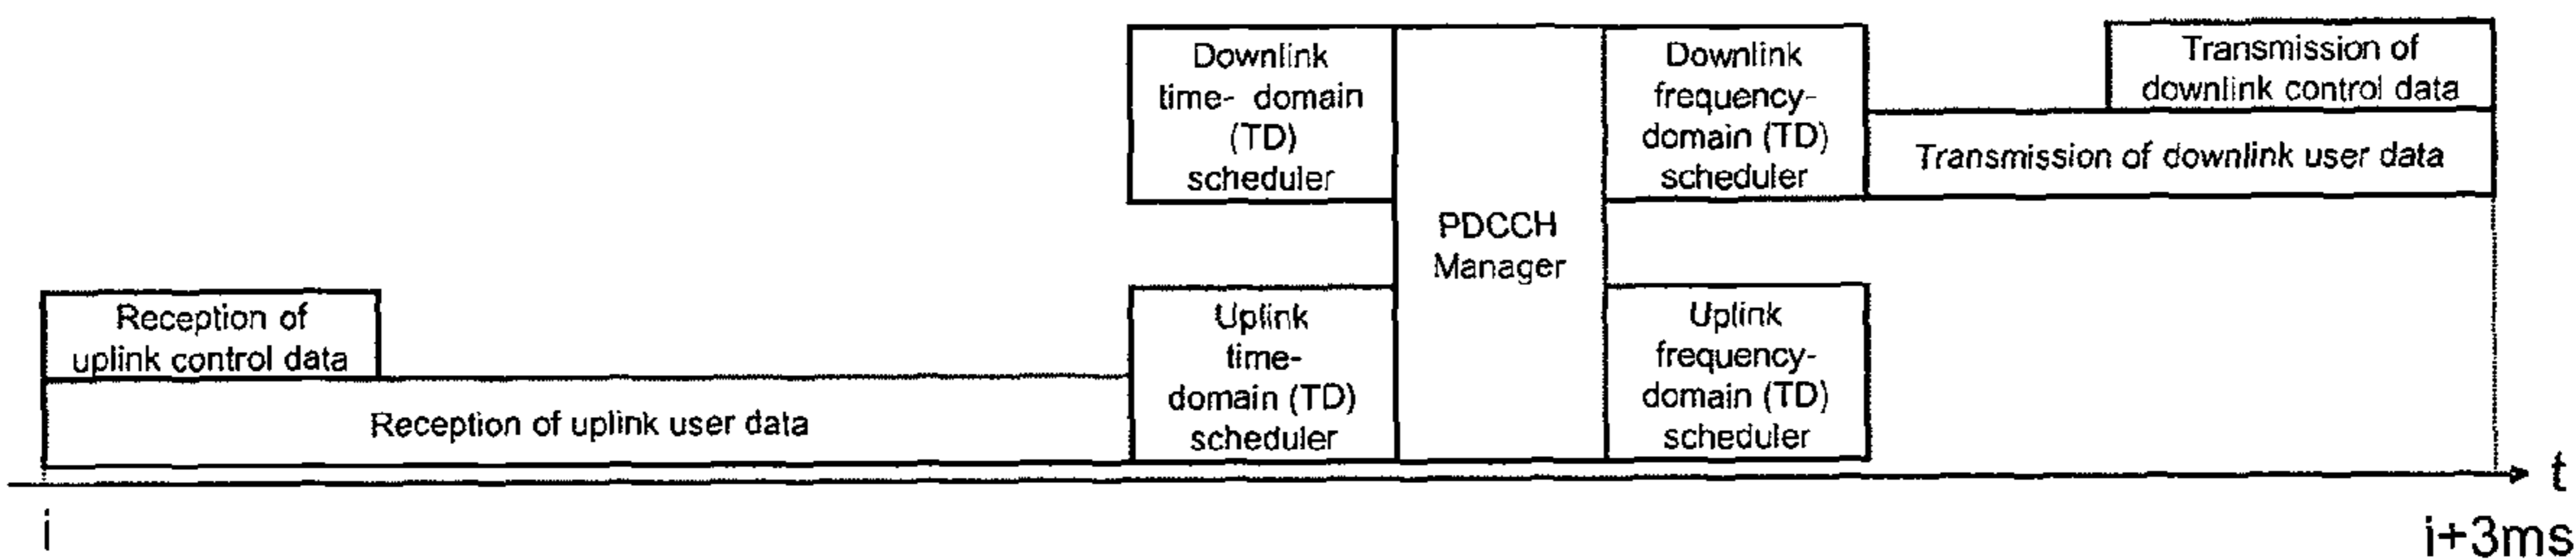 Downlink
time- domain
(TD)
scheduler
PDCCH
Manager
Downlink
frequency-
domain (TD)
scheduler
Transmission of
downlink control data
Transmission of downlink user data
Reception of
uplink control data
Reception of uplink user data
Uplink
time-
domain (TD)
scheduler
Uplink
frequency-
domain (TD)
scheduler
t
i
i+3ms